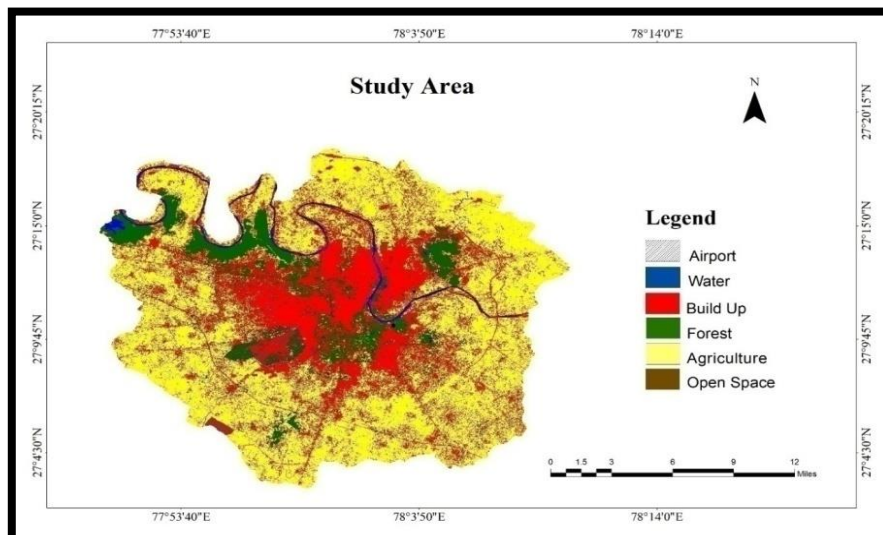 77°53'40"E
78°3'50"E
78°14'0"E
Study Area
N
27°20'15"N
27°20'15"N
27°15'0"N
27°15'0"N
27°9'45"N
27°9'45"N
27°4'30"N
27°4'30"N
Legend
Airport
Water
Build Up
Forest
Agriculture
Open Space
0 1.5 3 6 9 12
Miles
77°53'40"E
78°3'50"E
78°14'0"E